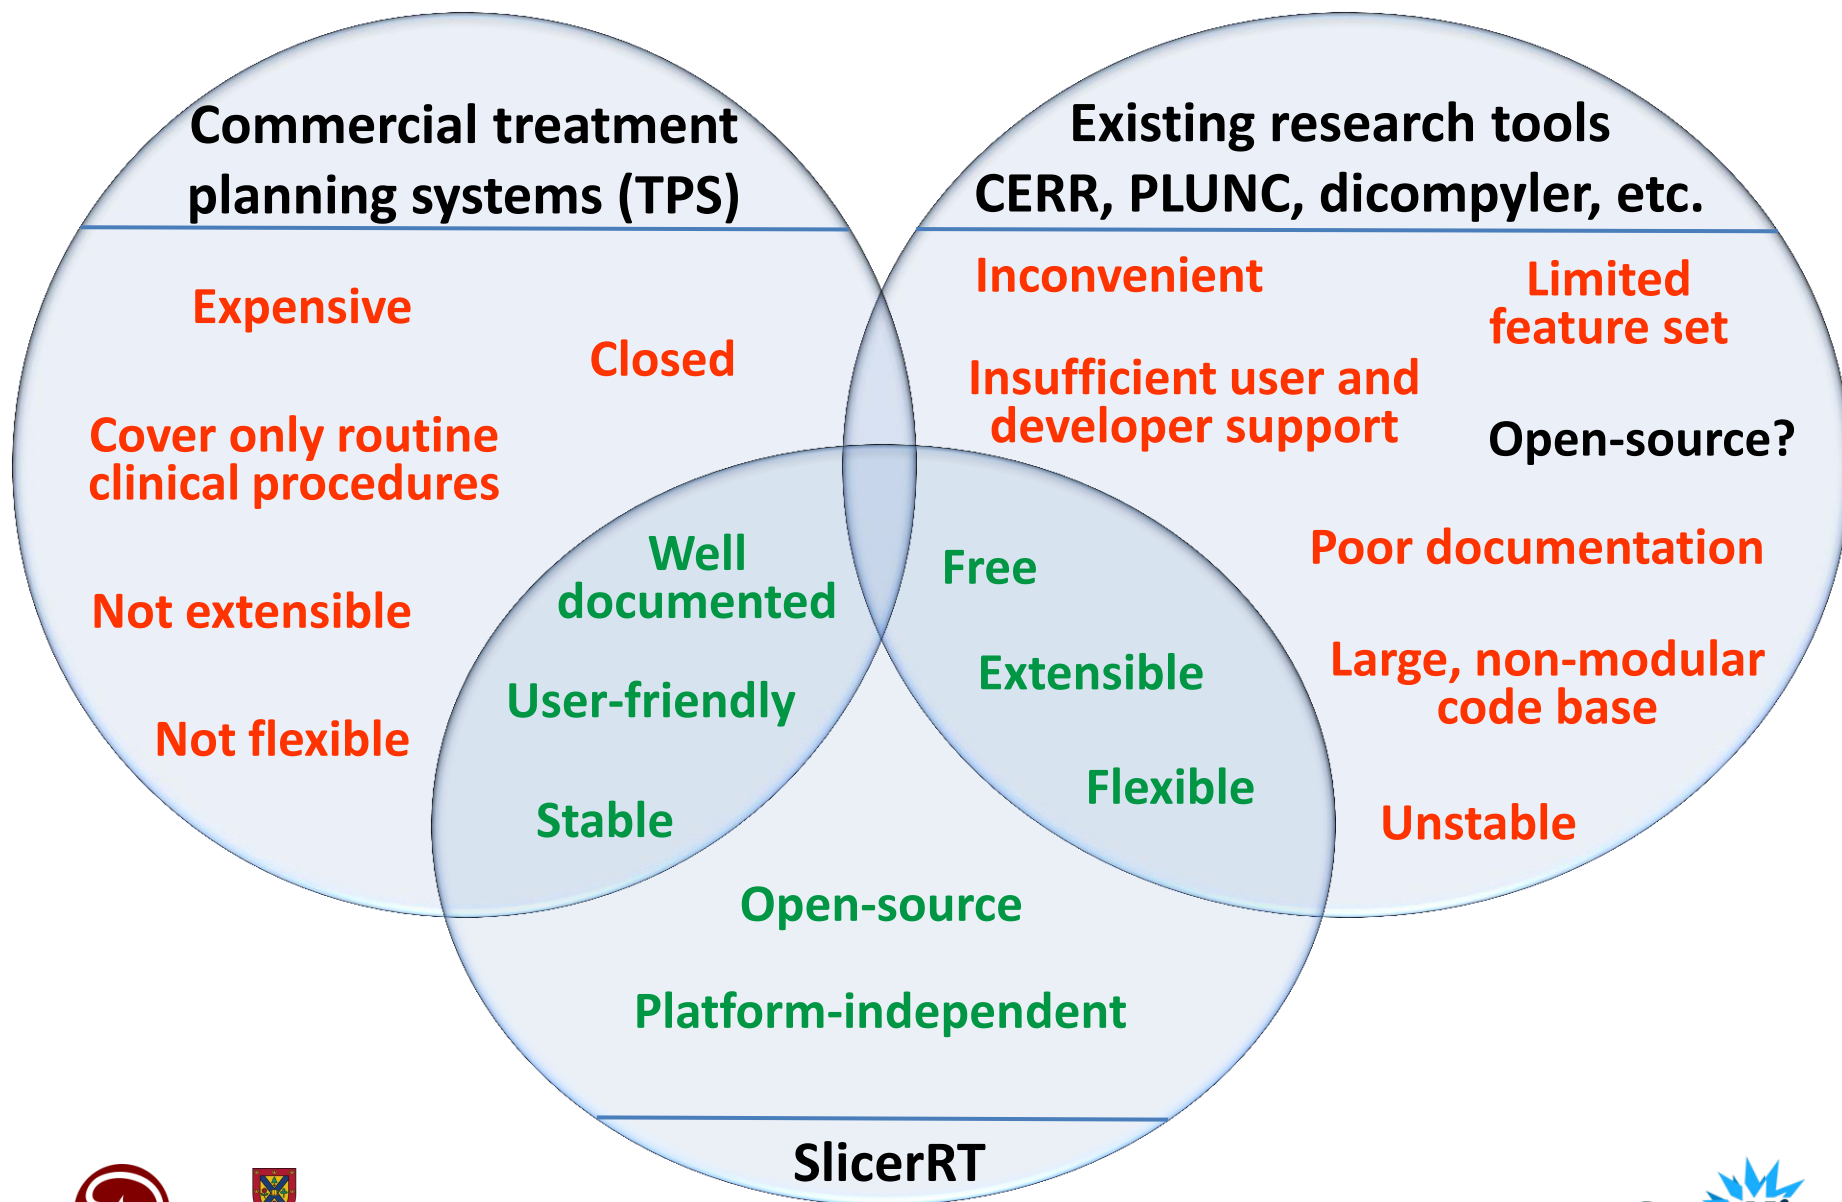 Commercial treatment
planning systems (TPS)
Expensive
Closed
Cover only routine
clinical procedures
Not extensible
Not flexible
Well
documented
User-friendly
Stable
Existing research tools
CERR, PLUNC, dicompyler, etc.
Inconvenient
Limited
feature set
Insufficient user and
developer support
Open-source?
Poor documentation
Large, non-modular
code base
Unstable
Free
Extensible
Flexible
Open-source
Platform-independent
SlicerRT